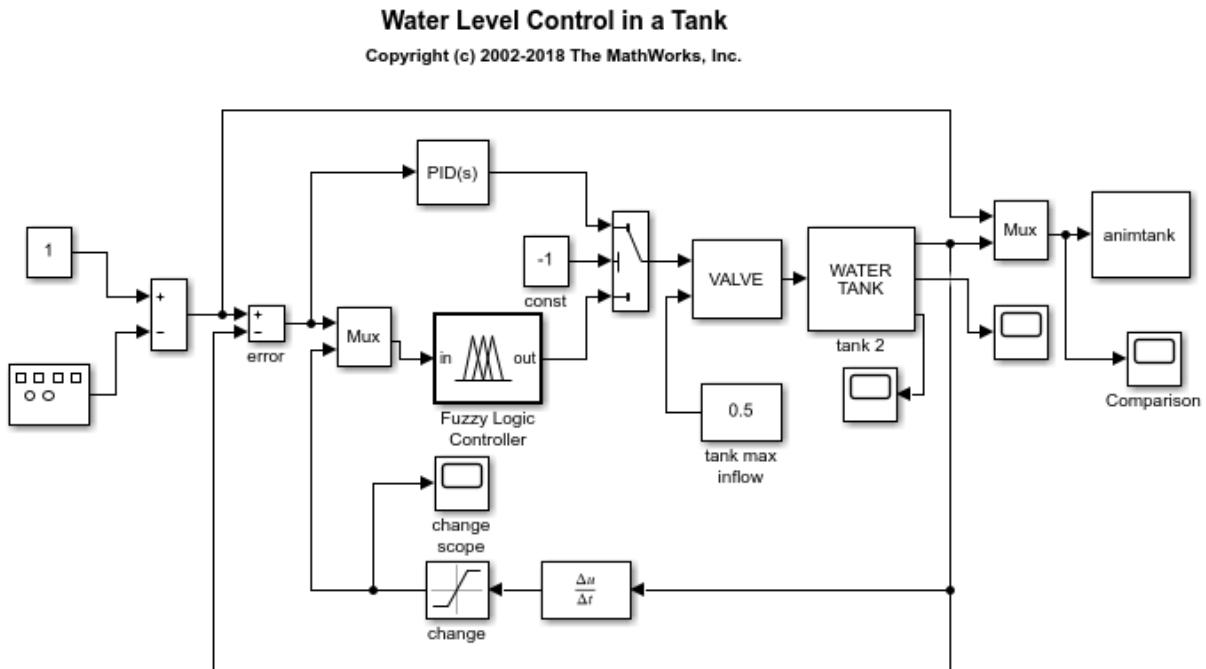 Water Level Control in a Tank
Copyright (c) 2002-2018 The MathWorks, Inc.
PID(s)
1
-1
const
+
−
+
−
error
Mux
in
out
Fuzzy Logic
Controller
VALVE
WATER
TANK
tank 2
Mux
animtank
Comparison
0.5
tank max
inflow
change
scope
change
Δu
Δt